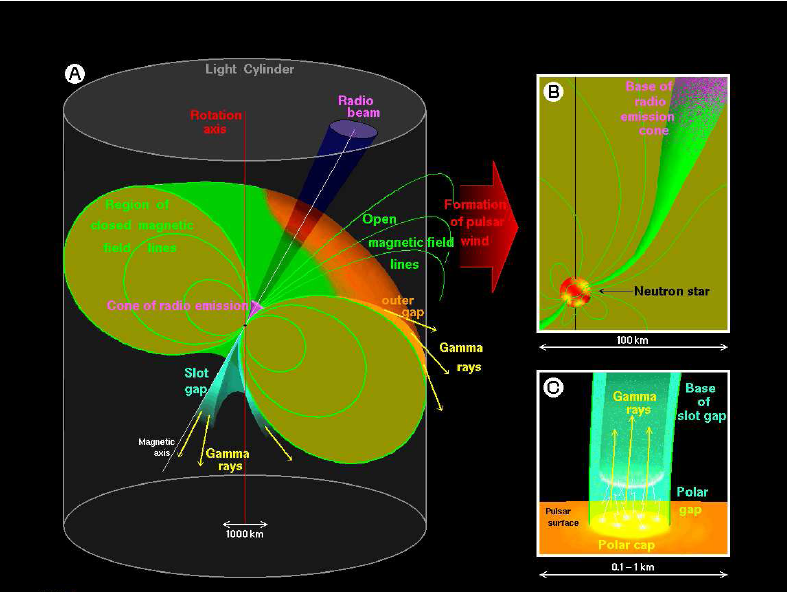 A
Light Cylinder
Radio
beam
Rotation
axis
Region of
closed magnetic
field lines
Open
magnetic field
lines
Formation
of pulsar
wind
Cone of radio emission
outer
gap
Gamma
rays
Slot
gap
Magnetic
axis
Gamma
rays
1000 km
B
Base of
radio
emission
cone
Neutron star
100 km
C
Gamma
rays
Base
of
slot gap
Polar
gap
Pulsar
surface
Polar cap
0.1 – 1 km